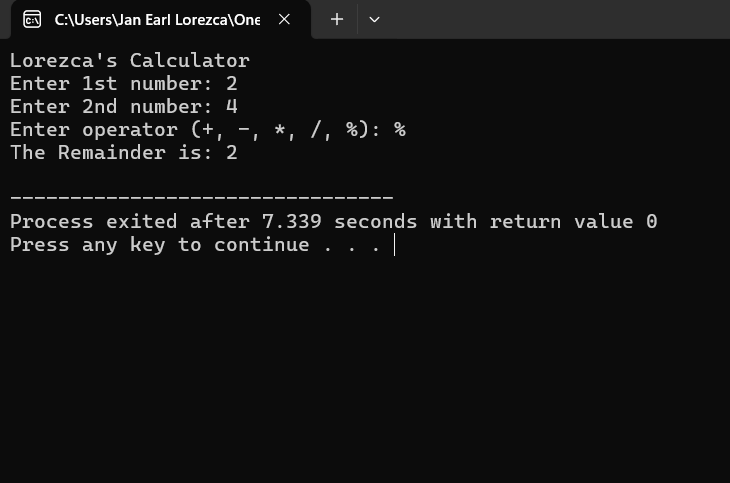 C:\Users\Jan Earl Lorezca\One
Lorezca's Calculator
Enter 1st number: 2
Enter 2nd number: 4
Enter operator (+, -, *, /, %): %
The Remainder is: 2
--------------------------------
Process exited after 7.339 seconds with return value 0
Press any key to continue . . .